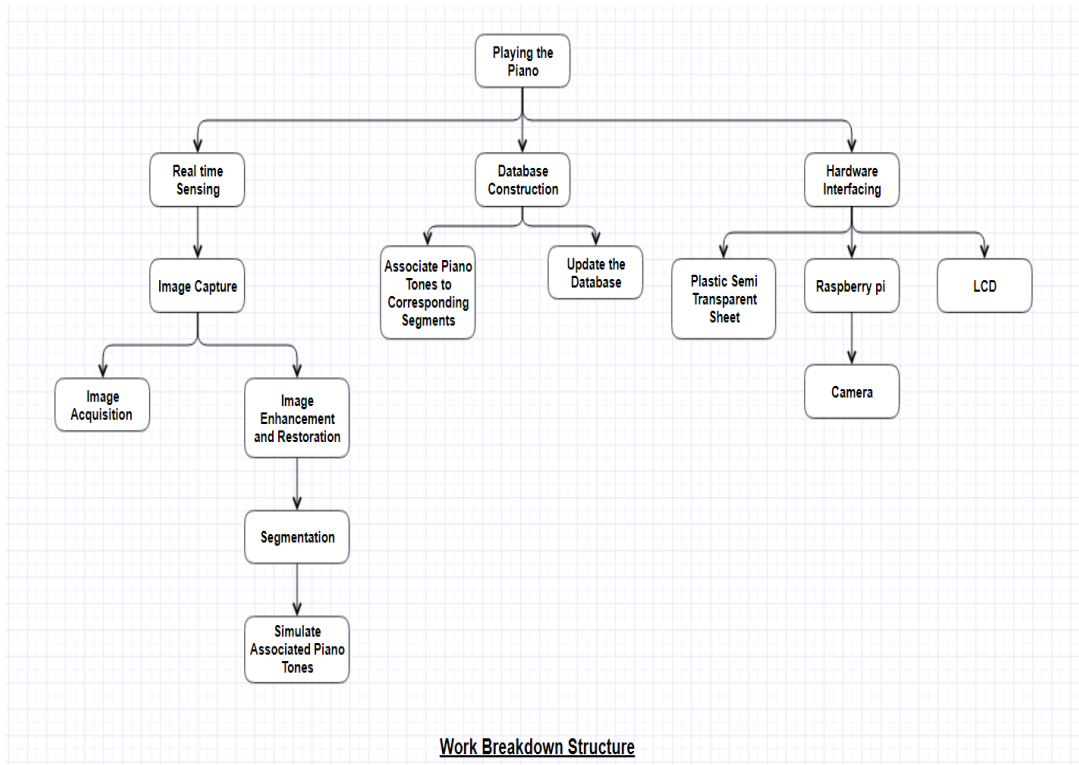 Playing the
Piano
Real time
Sensing
Database
Construction
Hardware
Interfacing
Image Capture
Associate Piano
Tones to
Corresponding
Segments
Update the
Database
Plastic Semi
Transparent
Sheet
Raspberry pi
LCD
Image
Acquisition
Image
Enhancement
and Restoration
Camera
Segmentation
Simulate
Associated Piano
Tones
Work Breakdown Structure